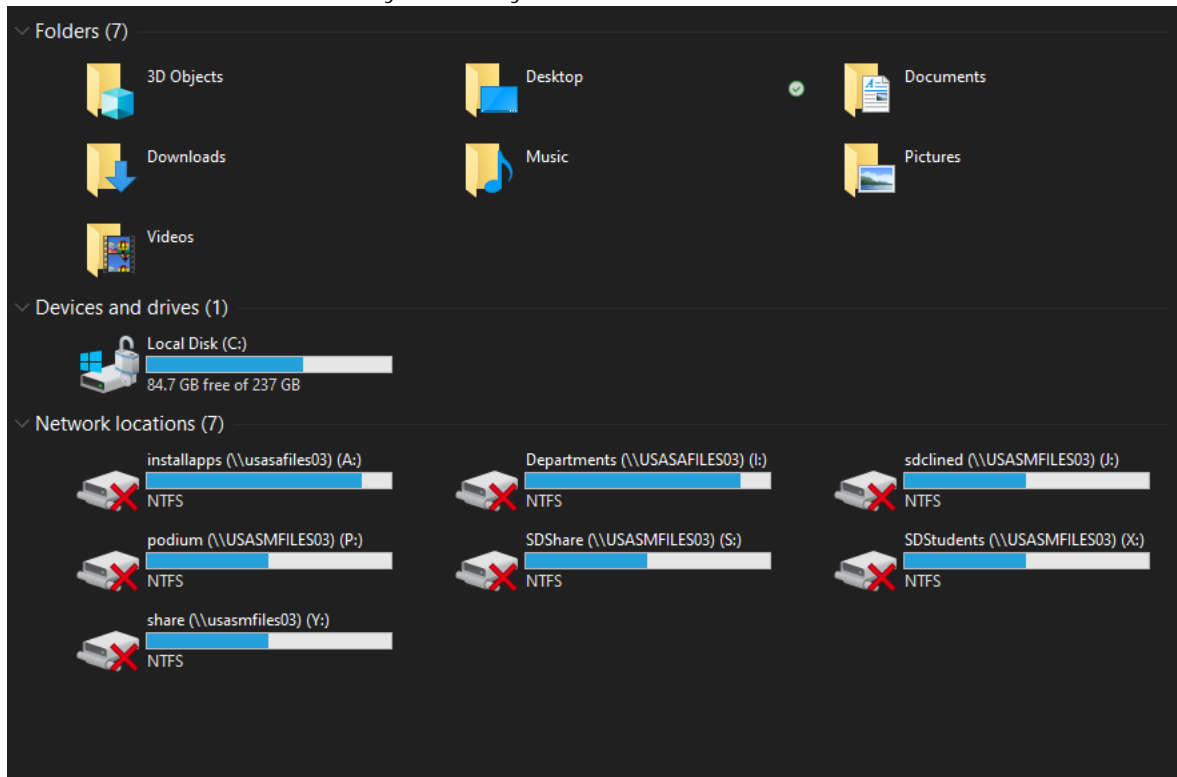 Folders (7)
3D Objects
Desktop
Documents
Downloads
Music
Pictures
Videos
Devices and drives (1)
Local Disk (C:)
84.7 GB free of 237 GB
Network locations (7)
installapps (\\usasafiles03) (A:)
NTFS
Departments (\\USASAFILES03) (I:)
NTFS
sdclined (\\USASMFILES03) (J:)
NTFS
podium (\\USASMFILES03) (P:)
NTFS
SDShare (\\USASMFILES03) (S:)
NTFS
SDStudents (\\USASMFILES03) (X:)
NTFS
share (\\usasmfiles03) (Y:)
NTFS